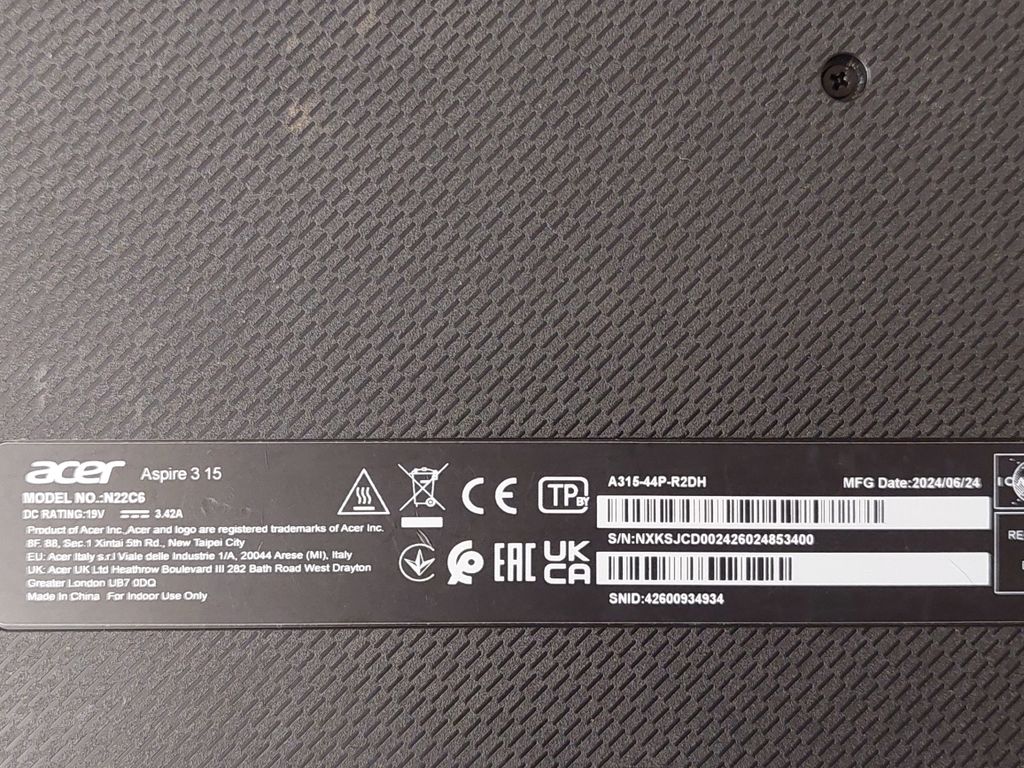 acer Aspire 3 15
MODEL NO.:N22C6
DC RATING:19V 3.42A
Product of Acer Inc. Acer and logo are registered trademarks of Acer Inc.
8F, 88, Sec.1 Xintai 5th Rd., New Taipei City
EU: Acer Italy s.r.l Viale delle Industrie 1/A, 20044 Arese (MI), Italy
UK: Acer UK Ltd Heathrow Boulevard III 282 Bath Road West Drayton
Greater London UB7 0DQ
Made In China For Indoor Use Only
CE
TP BY
EAC
UK
CA
A315-44P-R2DH MFG Date:2024/06/24
S/N:NXKSJCD002426024853400
SNID:42600934934
RE